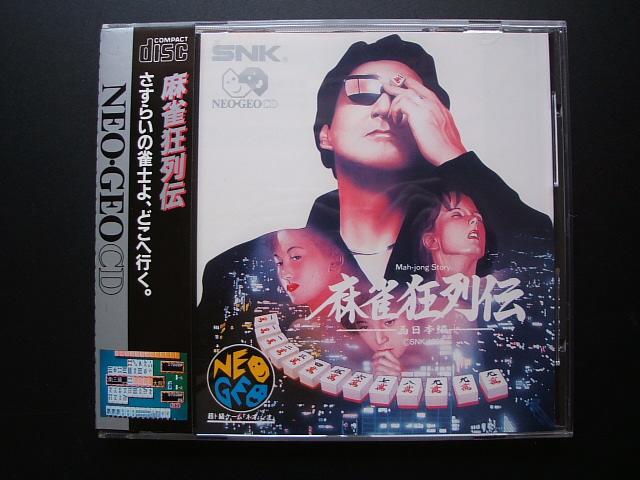 COMPACT
disc
麻雀狂列伝
さすらいの雀士よ、どこへ行く。
NEO・GEO CD
SNK
NEO・GEO CD
Mah-jong Story
麻雀狂列伝
西日本編
©SNK
NEO
GEO